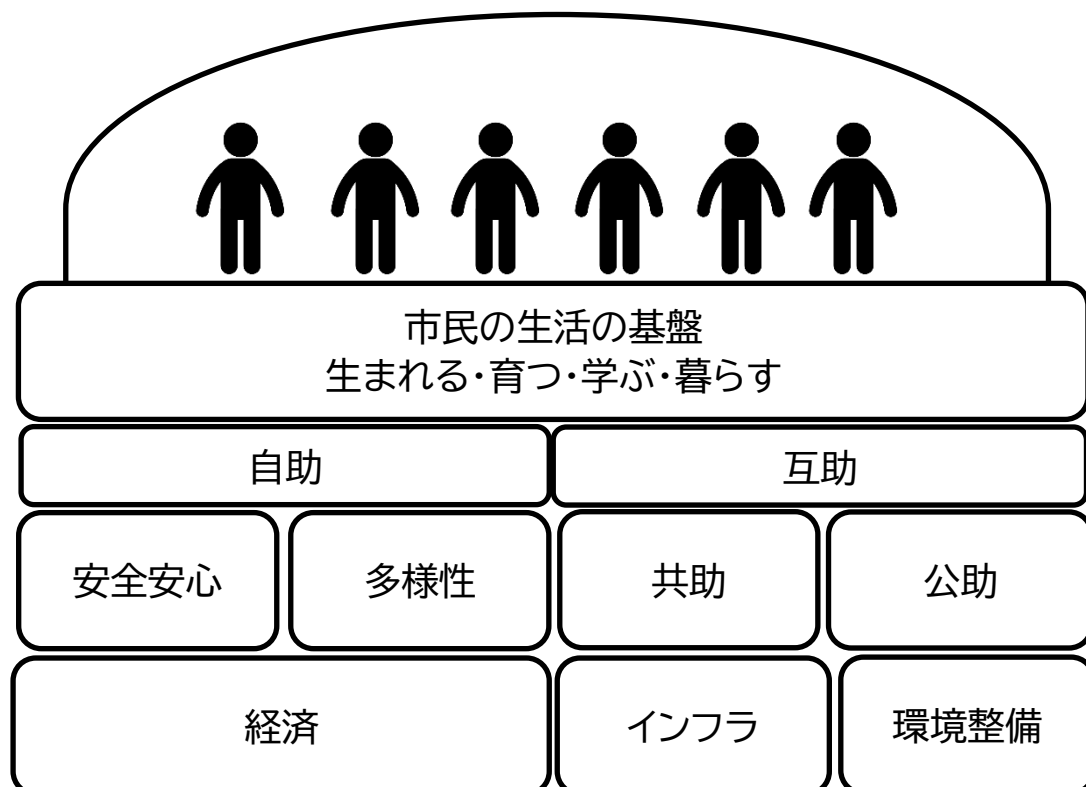 市民の生活の基盤
生まれる・育つ・学ぶ・暮らす
自助
互助
安全安心
多様性
共助
公助
経済
インフラ
環境整備